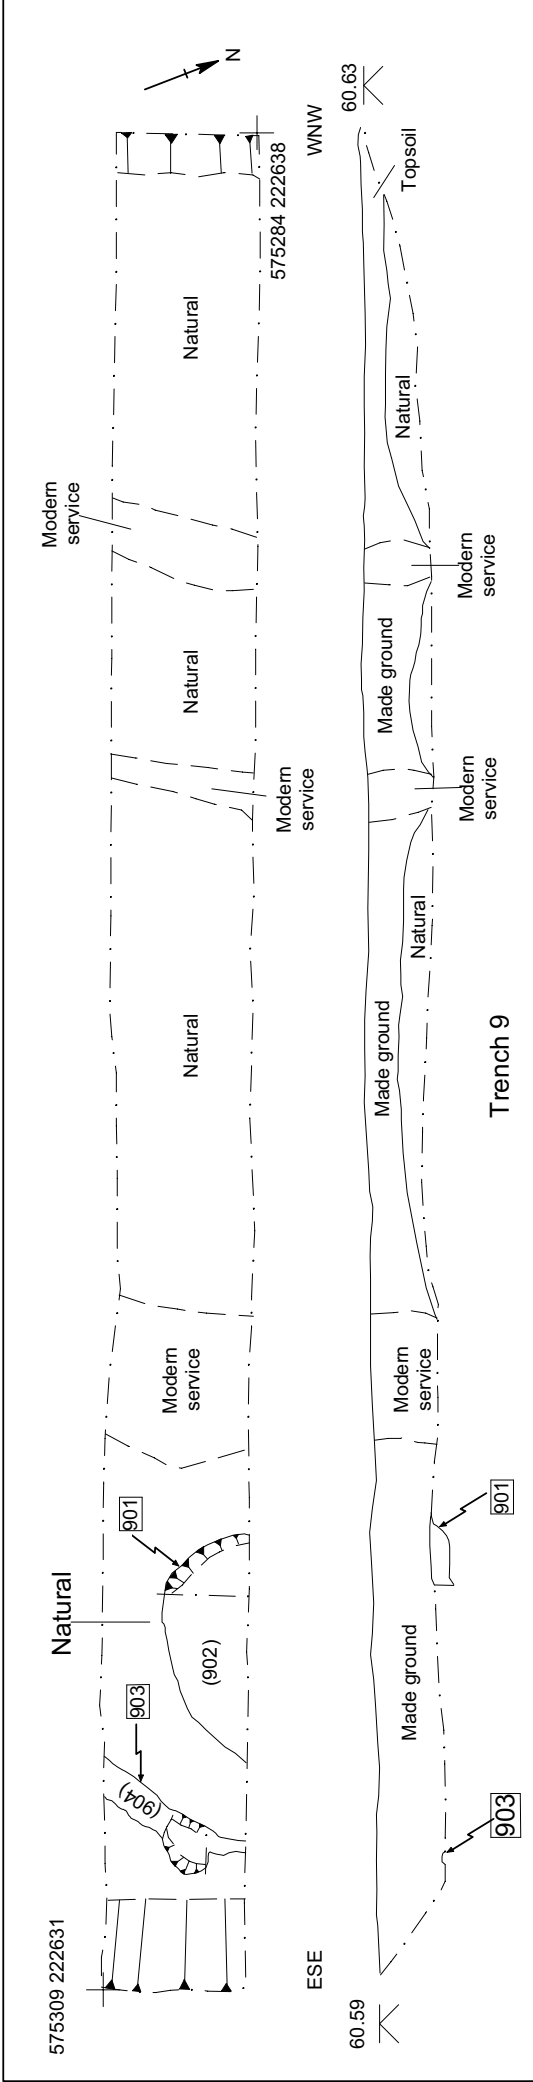 575309 222631
903
(904)
Natural
(902)
901
Modern
service
Natural
Modern
service
Natural
Modern
service
Natural
575284 222638
N
ESE
WNW
60.59
60.63
903
Made ground
901
Modern
service
Made ground
Natural
Modern
service
Made ground
Modern
service
Natural
Topsoil
Trench 9